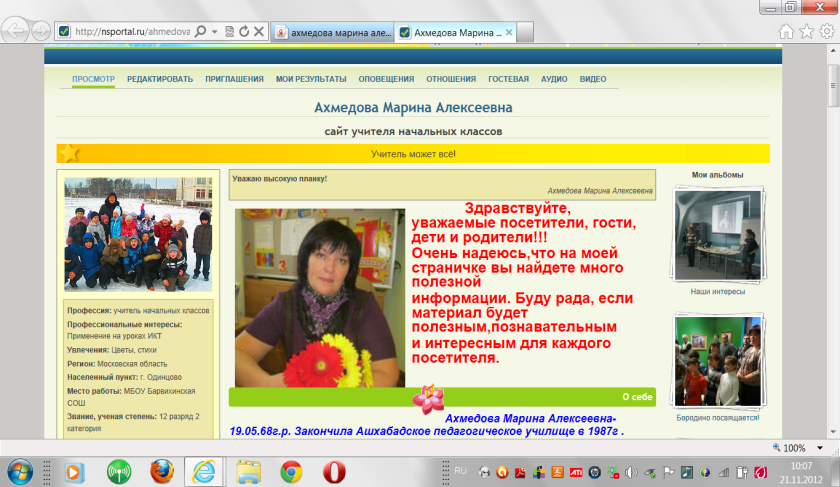 http://nsportal.ru/ahmedova
ахмедова марина але...
Ахмедова Марина ...
ПРОСМОТР РЕДАКТИРОВАТЬ ПРИГЛАШЕНИЯ МОИ РЕЗУЛЬТАТЫ ОПОВЕЩЕНИЯ ОТНОШЕНИЯ ГОСТЕВАЯ АУДИО ВИДЕО
Ахмедова Марина Алексеевна
сайт учителя начальных классов
Учитель может всё!
Профессия: учитель начальных классов
Профессиональные интересы:
Применение на уроках ИКТ
Увлечения: Цветы, стихи
Регион: Московская область
Населенный пункт: г. Одинцово
Место работы: МБОУ Барвихинская
СОШ
Звание, ученая степень: 12 разряд 2
категория
Уважаю высокую планку!
Ахмедова Марина Алексеевна
Здравствуйте,
уважаемые посетители, гости,
дети и родители!!!
Очень надеюсь,что на моей
страничке вы найдете много
полезной
информации. Буду рада, если
материал будет
полезным,познавательным
и интересным для каждого
посетителя.
О себе
Ахмедова Марина Алексеевна-
19.05.68г.р. Закончила Ашхабадское педагогическое училище в 1987г .
Мои альбомы
Наши интересы
Бородино посвящается!
100%
RU
10:07
21.11.2012